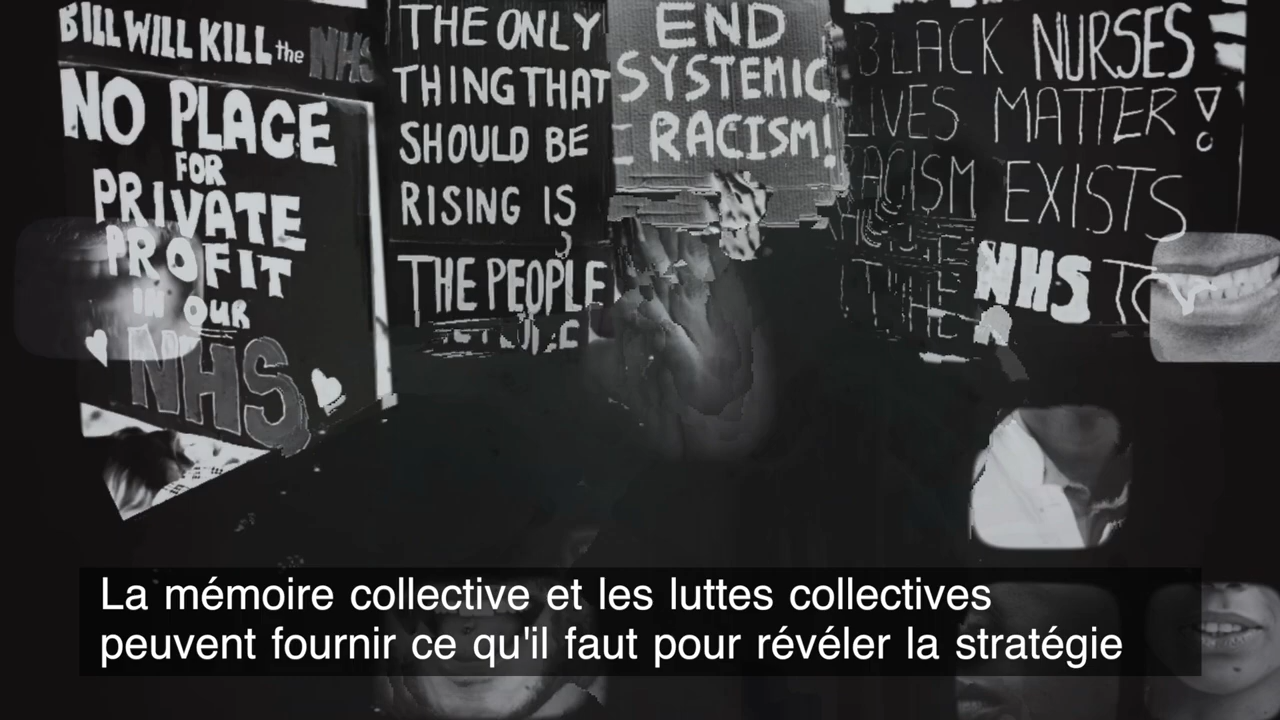 BILL WILL KILL the NHS
NO PLACE
FOR
PRIVATE
PROFIT
IN OUR
NHS
THE ONLY
THING THAT
SHOULD BE
RISING IS
THE PEOPLE
END
SYSTEMIC
RACISM!
BLACK NURSES
LIVES MATTER!
RACISM EXISTS
NHS
La mémoire collective et les luttes collectives
peuvent fournir ce qu'il faut pour révéler la stratégie